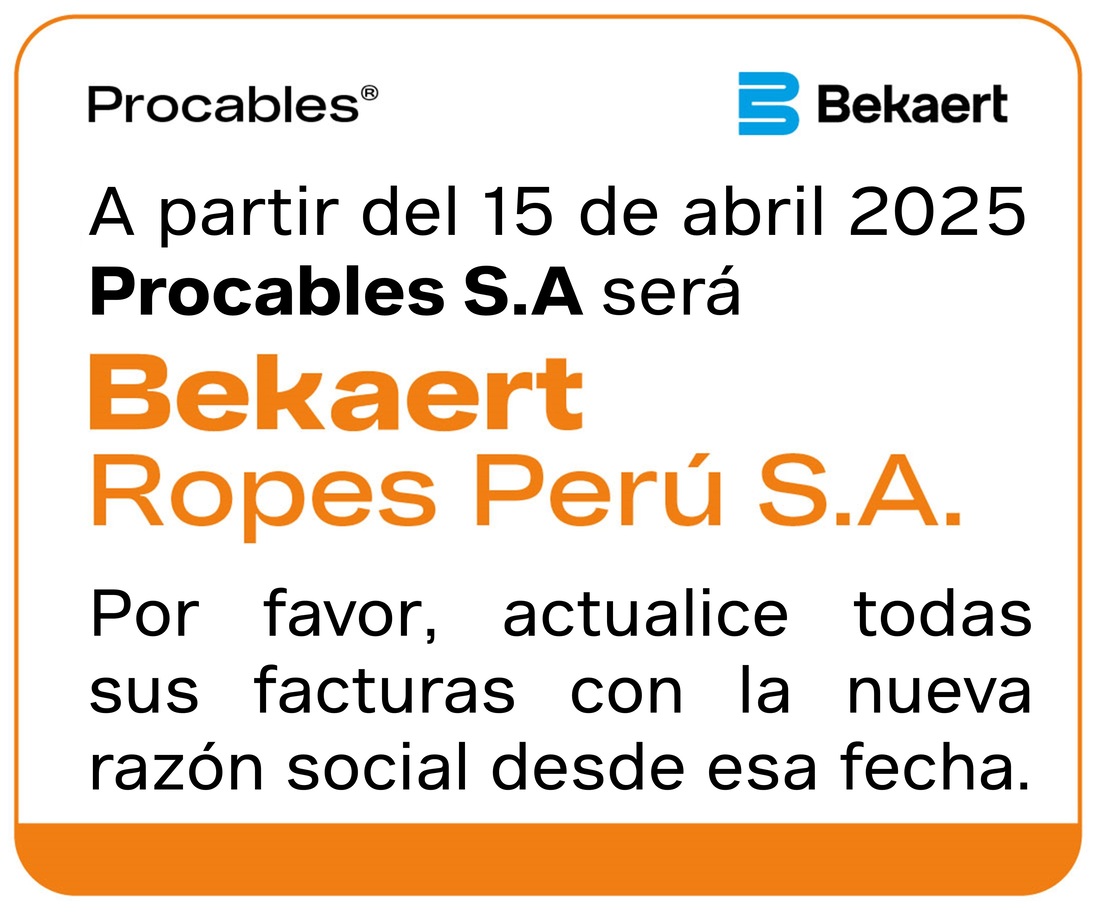 Procables®
Bekaert
A partir del 15 de abril 2025
Procables S.A será
Bekaert
Ropes Perú S.A.
Por favor, actualice todas
sus facturas con la nueva
razón social desde esa fecha.